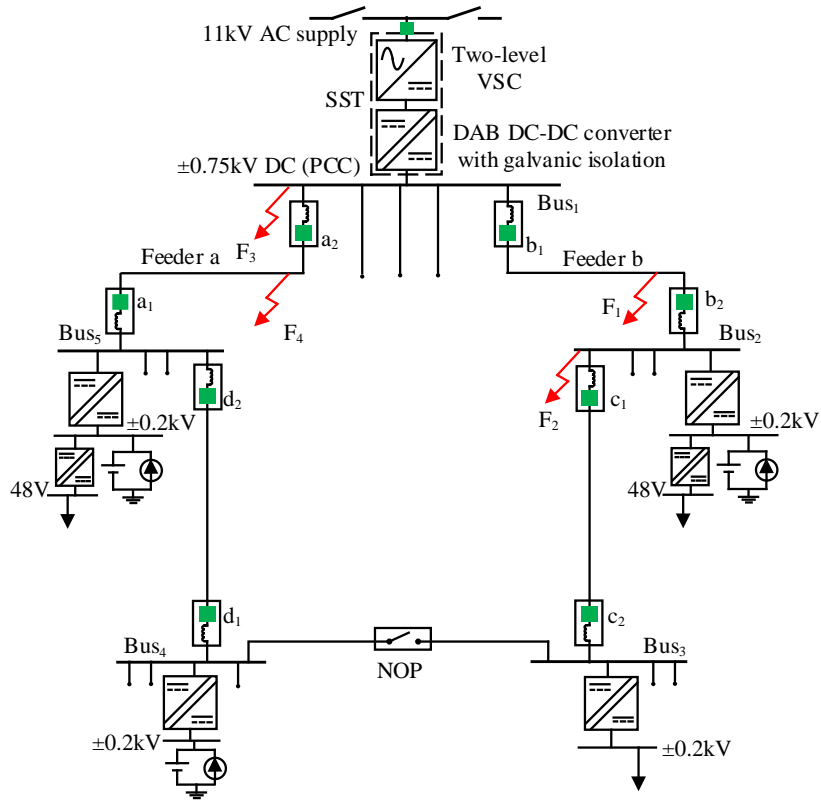 11kV AC supply
Two-level
VSC
SST
DAB DC-DC converter
with galvanic isolation
±0.75kV DC (PCC)
Bus1
F3
a2
b1
Feeder a
Feeder b
a1
F4
F1
b2
Bus5
Bus2
d2
F2
c1
±0.2kV
±0.2kV
48V
48V
d1
c2
Bus4
NOP
Bus3
±0.2kV
±0.2kV